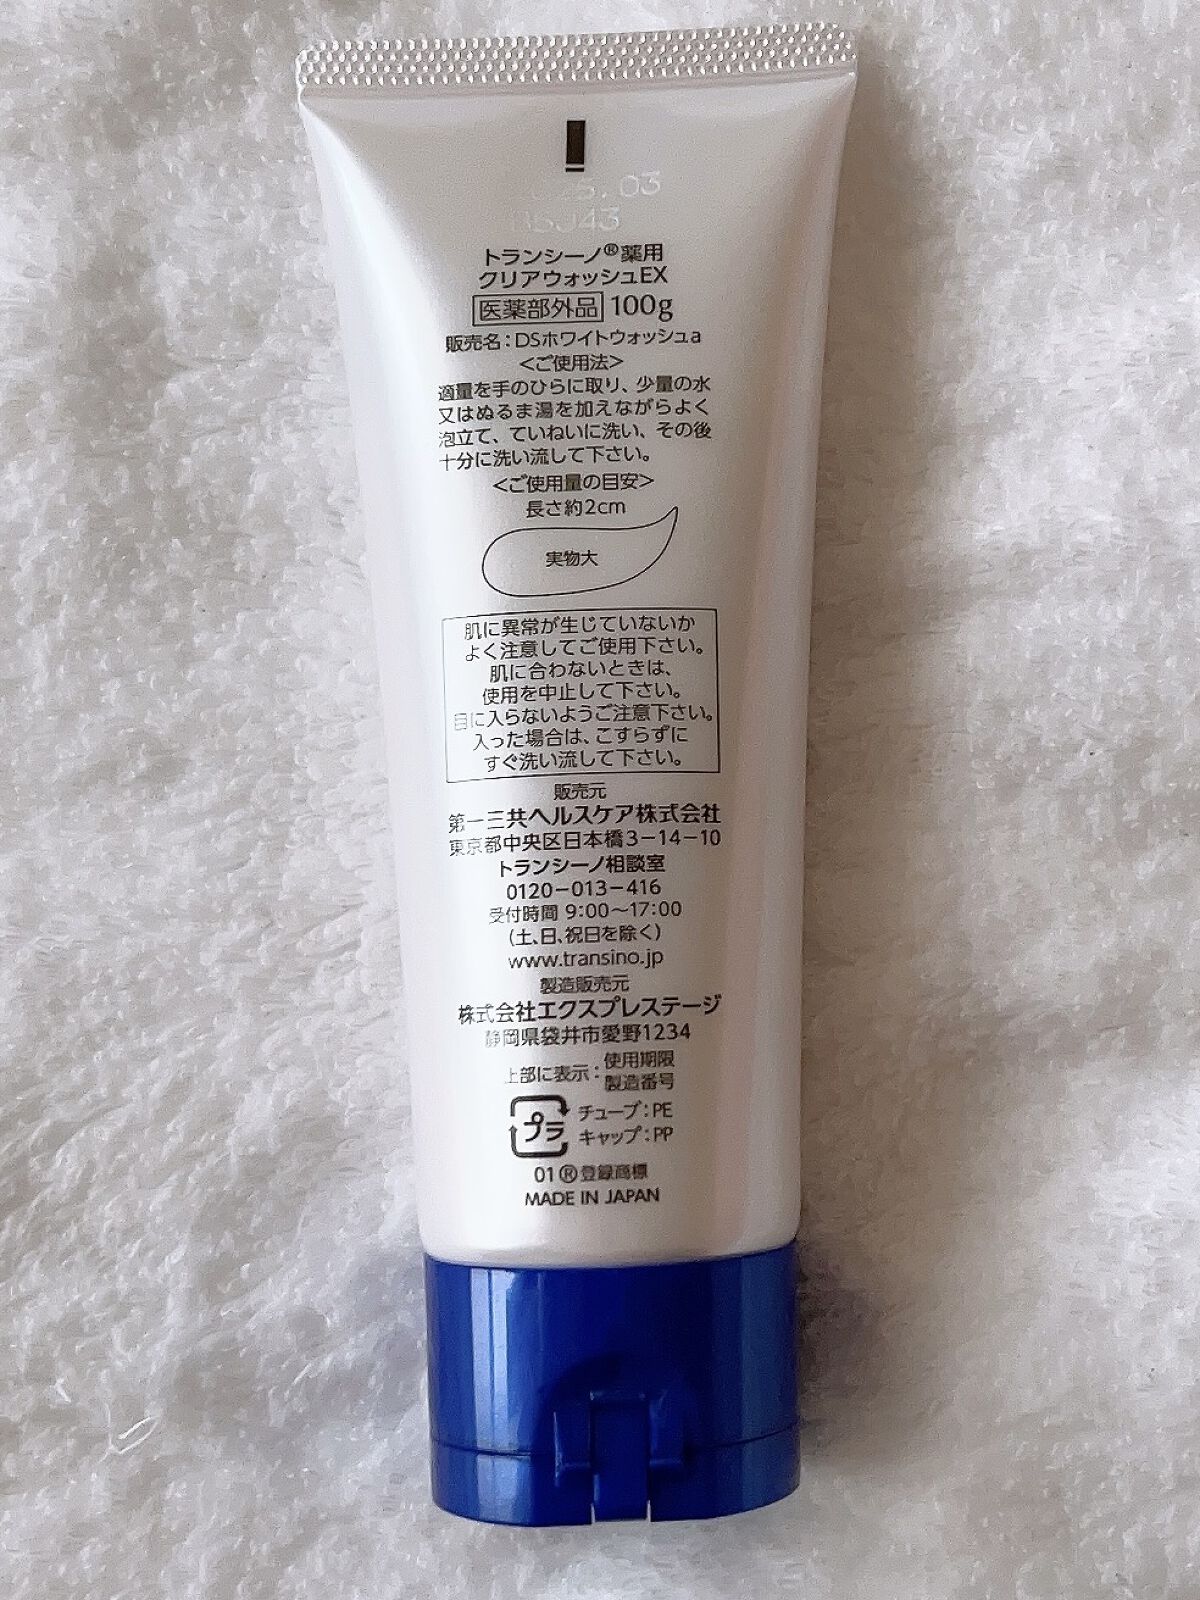 .03
トランシーノ®薬用
クリアウォッシュEX
医薬部外品 100g
販売名:DSホワイトウォッシュa
<ご使用法>
適量を手のひらに取り、少量の水
又はぬるま湯を加えながらよく
泡立て、ていねいに洗い、その後
十分に洗い流して下さい。
<ご使用量の目安>
長さ約2cm
実物大
肌に異常が生じていないか
よく注意してご使用下さい。
肌に合わないときは、
使用を中止して下さい。
目に入らないようご注意下さい。
入った場合は、こすらずに
すぐ洗い流して下さい。
販売元
第一三共ヘルスケア株式会社
東京都中央区日本橋3-14-10
トランシーノ相談室
0120-013-416
受付時間 9:00～17:00
(土、日、祝日を除く)
www.transino.jp
製造販売元
株式会社エクスプレステージ
静岡県袋井市愛野1234
上部に表示:使用期限
製造番号
プラ チューブ:PE
キャップ:PP
01®登録商標
MADE IN JAPAN